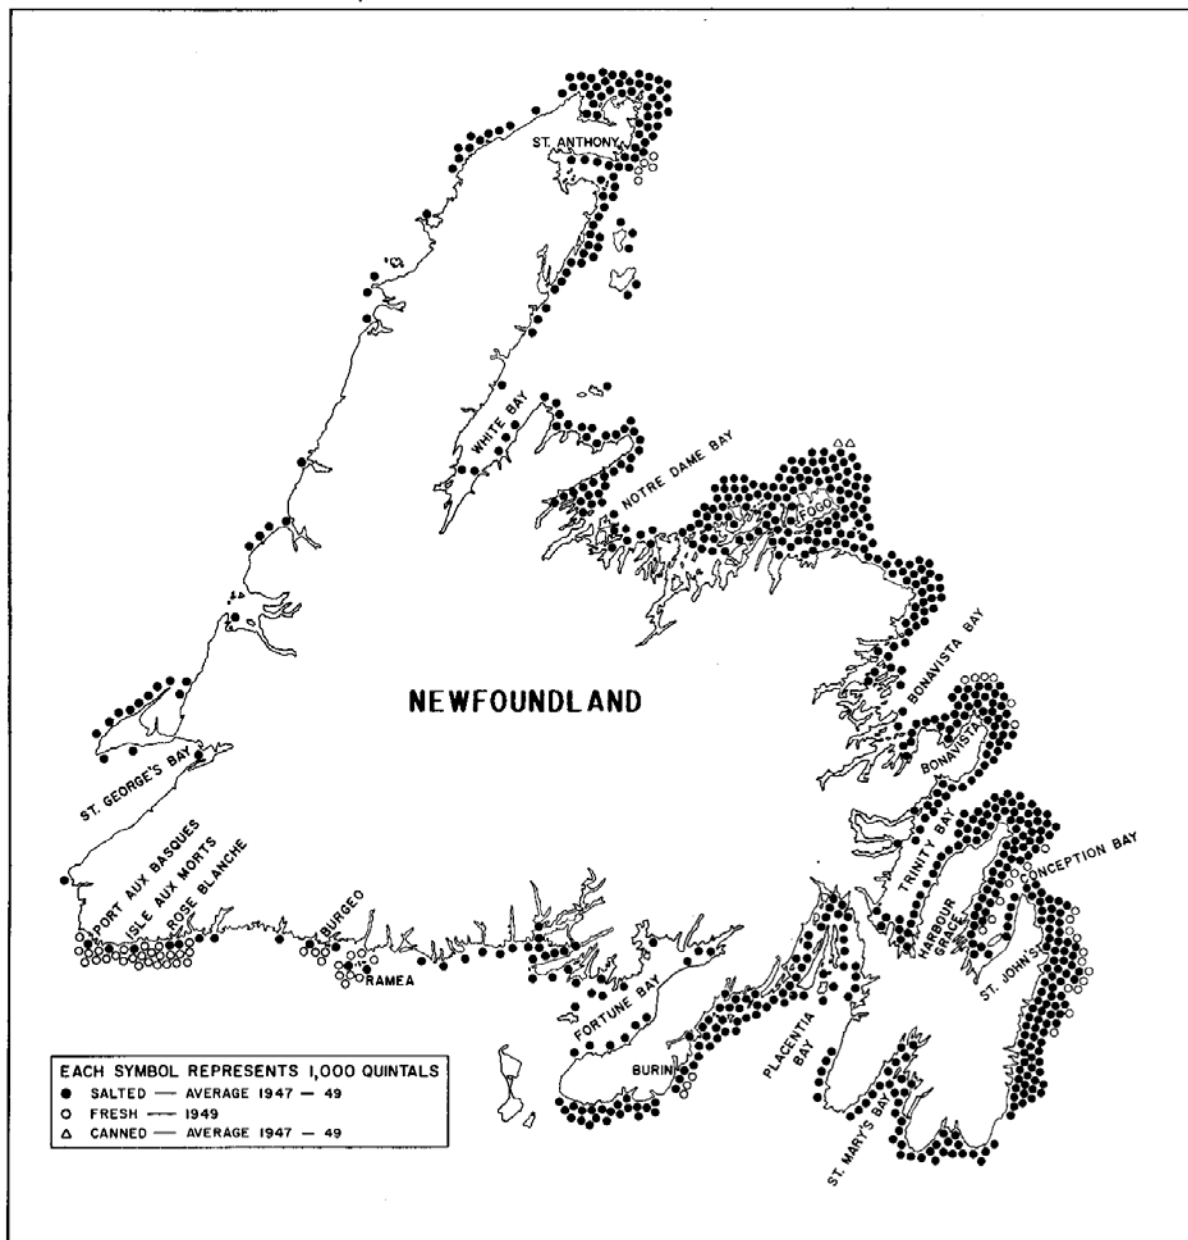 ST. ANTHONY
WHITE BAY
NOTRE DAME BAY
FOGO
BONAVISTA BAY
NEWFOUNDLAND
BONAVISTA
ST. GEORGE'S BAY
TRINITY BAY
CONCEPTION BAY
PORT AUX BASQUES
ISLE AUX MORTS
ROSE BLANCHE
BURGEO
HARBOUR
GRACE
RAMEA
ST. JOHN'S
FORTUNE BAY
PLACENTIA
BAY
BURIN
ST. MARY'S BAY
EACH SYMBOL REPRESENTS 1,000 QUINTALS
● SALTED — AVERAGE 1947 — 49
○ FRESH — 1949
△ CANNED — AVERAGE 1947 — 49